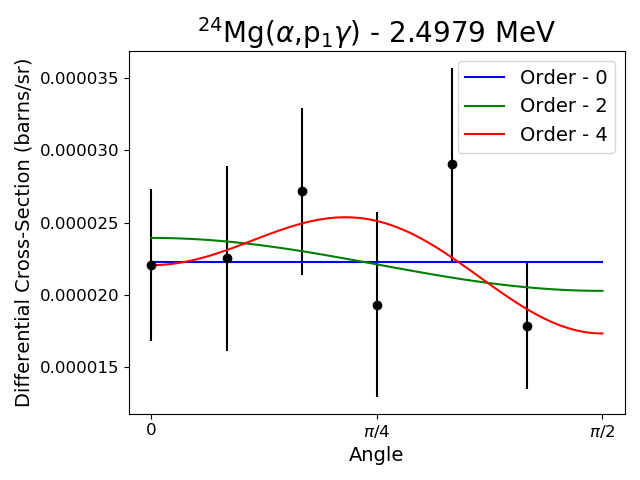 ²⁴Mg(α,p₁γ) - 2.4979 MeV
Differential Cross-Section (barns/sr)
0.000035
0.000030
0.000025
0.000020
0.000015
Order - 0
Order - 2
Order - 4
0
π/4
π/2
Angle